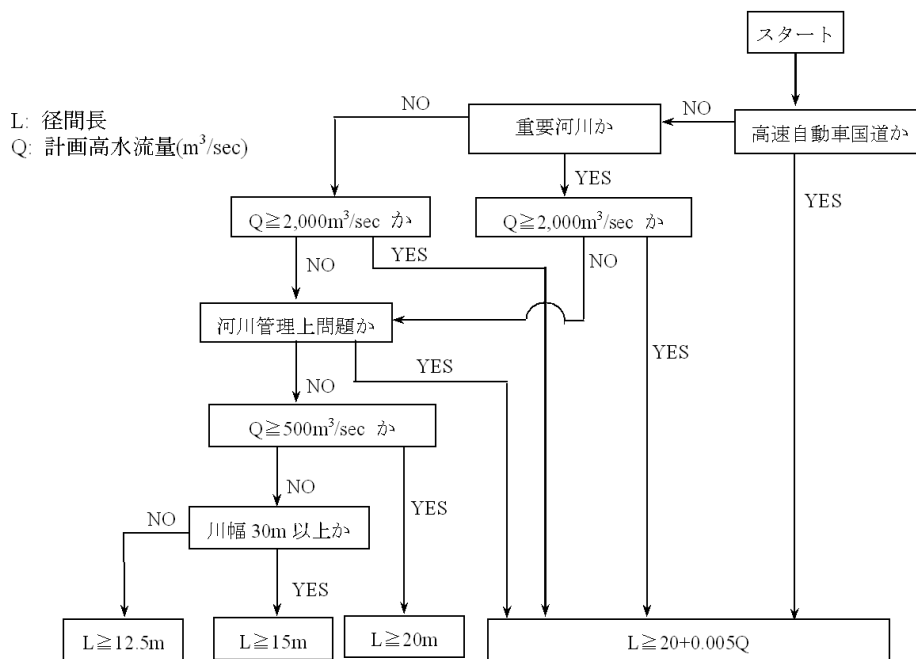 スタート
L: 径間長
Q: 計画高水流量(m³/sec)
NO
重要河川か
NO
高速自動車国道か
YES
YES
Q≧2,000m³/sec か
Q≧2,000m³/sec か
NO
YES
NO
河川管理上問題か
YES
YES
NO
Q≧500m³/sec か
NO
YES
NO
川幅 30m 以上か
YES
L≧12.5m
L≧15m
L≧20m
L≧20+0.005Q